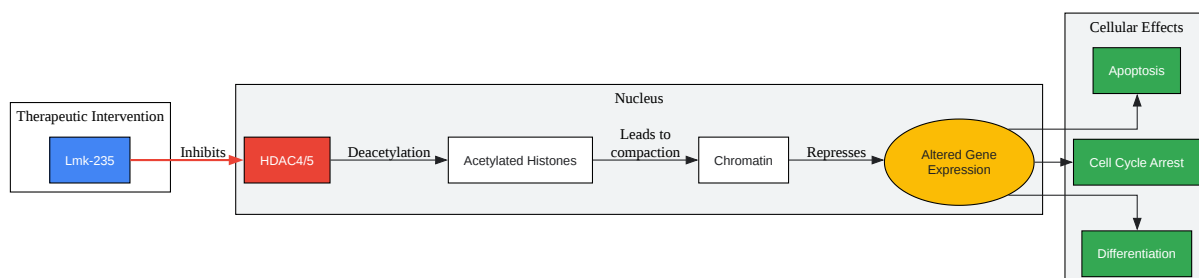 Therapeutic Intervention
Lmk-235
Inhibits
Nucleus
HDAC4/5
Deacetylation
Acetylated Histones
Leads to
compaction
Chromatin
Represses
Altered Gene
Expression
Cellular Effects
Apoptosis
Cell Cycle Arrest
Differentiation